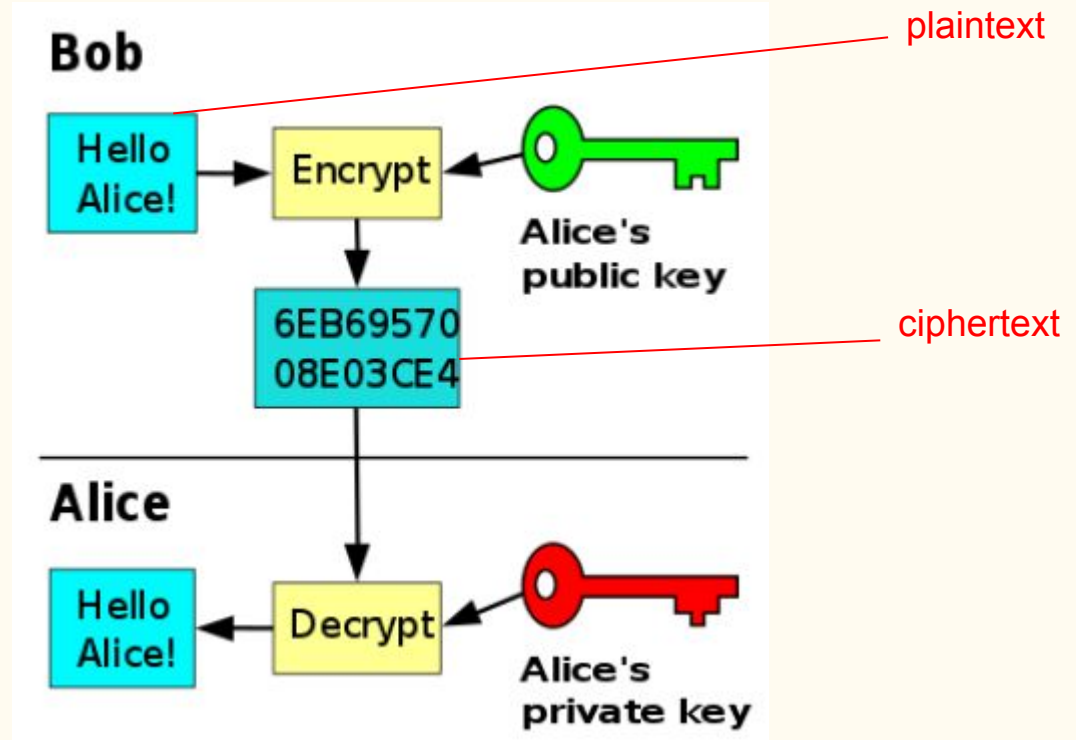 plaintext
Bob
Hello
Alice!
Encrypt
Alice's
public key
6EB69570
08E03CE4
ciphertext
Alice
Hello
Alice!
Decrypt
Alice's
private key